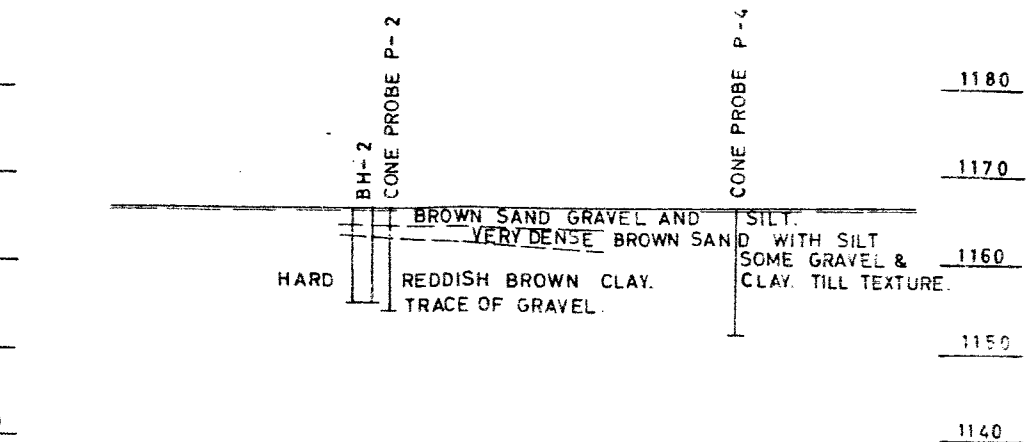 BH-2
CONE PROBE P-2
CONE PROBE P-4
1180
1170
BROWN SAND GRAVEL AND SILT.
VERY DENSE BROWN SAND WITH SILT
SOME GRAVEL &
CLAY. TILL TEXTURE.
1160
HARD
REDDISH BROWN CLAY.
TRACE OF GRAVEL.
1150
1140